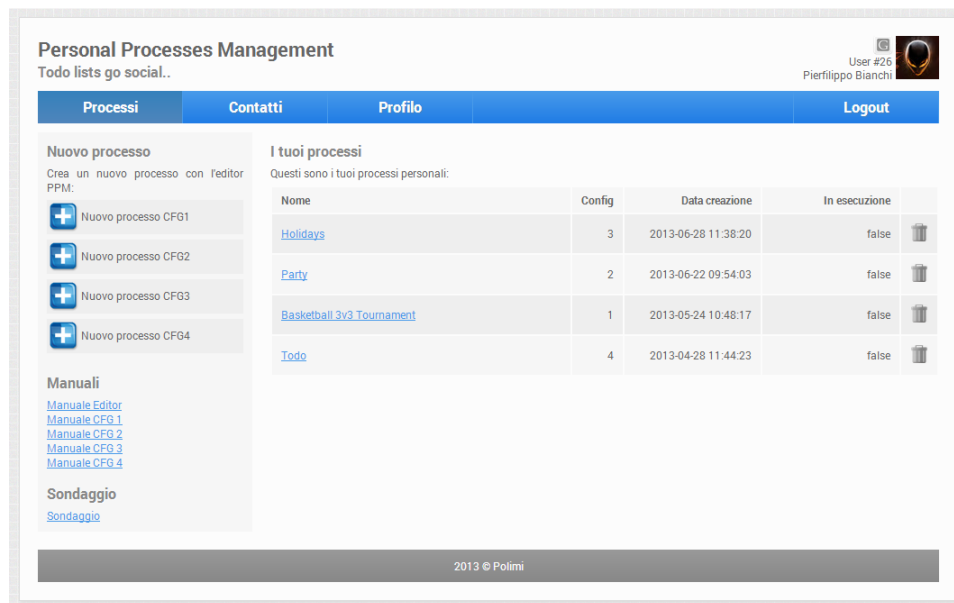 Personal Processes Management
Todo lists go social..
G
User #26
Pierfilippo Bianchi
Processi Contatti Profilo Logout
Nuovo processo
Crea un nuovo processo con l'editor
PPM:
Nuovo processo CFG1
Nuovo processo CFG2
Nuovo processo CFG3
Nuovo processo CFG4
Manuali
Manuale Editor
Manuale CFG 1
Manuale CFG 2
Manuale CFG 3
Manuale CFG 4
Sondaggio
Sondaggio
I tuoi processi
Questi sono i tuoi processi personali:
Nome Config Data creazione In esecuzione
Holidays 3 2013-06-28 11:38:20 false
Party 2 2013-06-22 09:54:03 false
Basketball 3v3 Tournament 1 2013-05-24 10:48:17 false
Todo 4 2013-04-28 11:44:23 false
2013 © Polimi